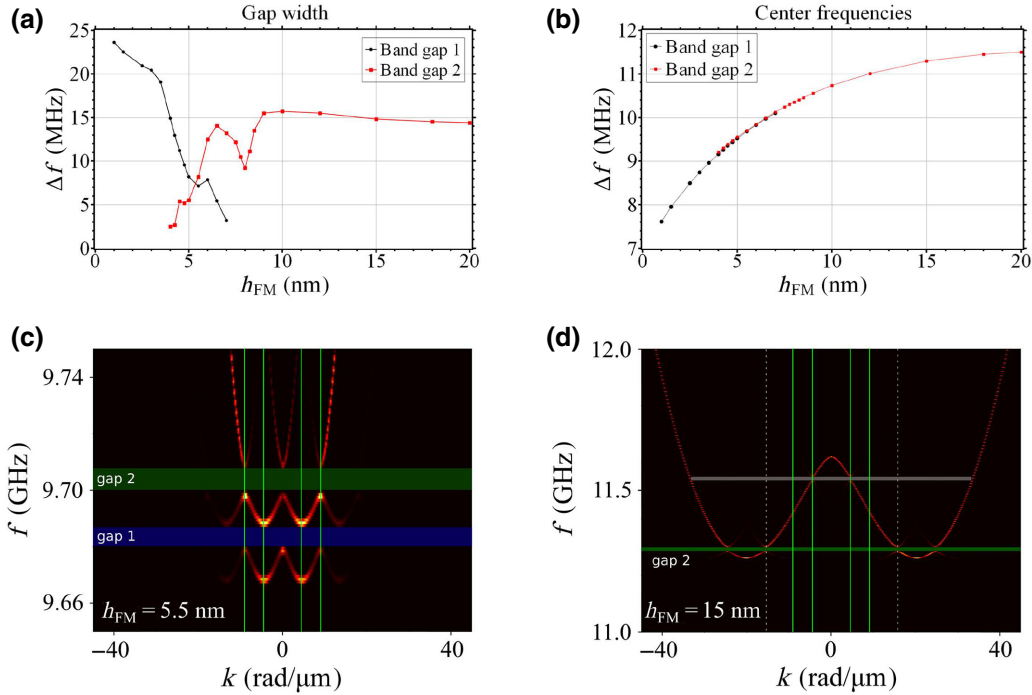 (a)
Gap width
25
20
15
10
5
0
Δf (MHz)
Band gap 1
Band gap 2
0 5 10 15 20
h_FM (nm)
(b)
Center frequencies
12
11
10
9
8
7
Δf (MHz)
Band gap 1
Band gap 2
0 5 10 15 20
h_FM (nm)
(c)
9.74
9.70
9.66
f (GHz)
gap 2
gap 1
h_FM = 5.5 nm
−40 0 40
k (rad/μm)
(d)
12.0
11.5
11.0
f (GHz)
gap 2
h_FM = 15 nm
−40 0 40
k (rad/μm)